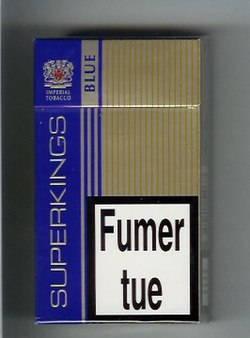 IMPERIAL
TOBACCO
BLUE
SUPERKINGS
Fumer
tue